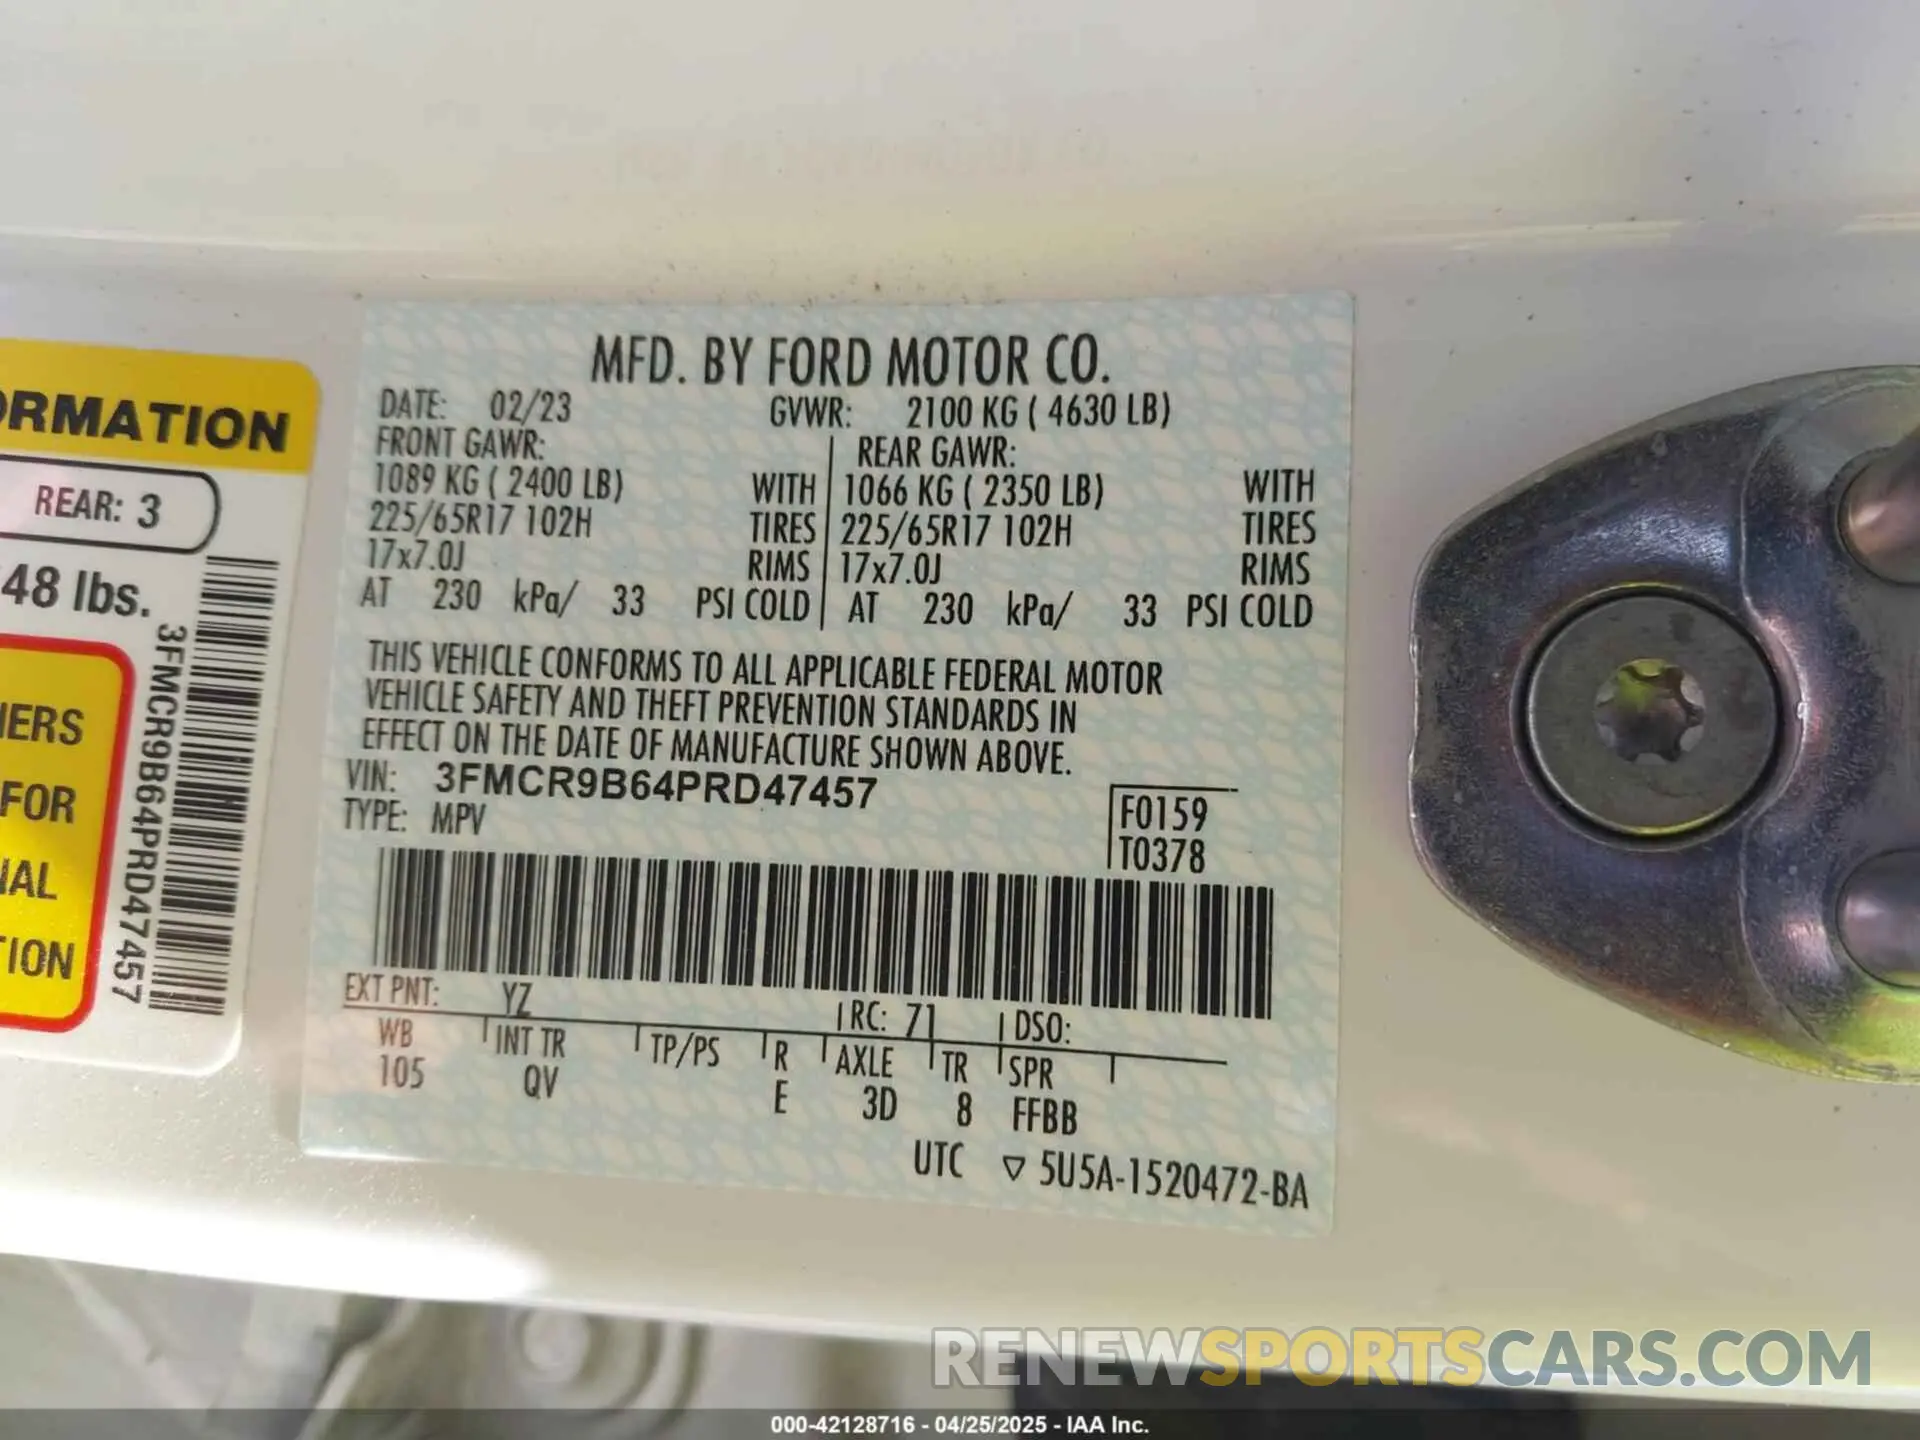 MFD. BY FORD MOTOR CO.
DATE: 02/23 GVWR: 2100 KG ( 4630 LB)
FRONT GAWR: REAR GAWR:
1089 KG ( 2400 LB) WITH 1066 KG ( 2350 LB) WITH
225/65R17 102H TIRES 225/65R17 102H TIRES
17x7.0J RIMS 17x7.0J RIMS
AT 230 kPa/ 33 PSI COLD AT 230 kPa/ 33 PSI COLD
THIS VEHICLE CONFORMS TO ALL APPLICABLE FEDERAL MOTOR
VEHICLE SAFETY AND THEFT PREVENTION STANDARDS IN
EFFECT ON THE DATE OF MANUFACTURE SHOWN ABOVE.
VIN: 3FMCR9B64PRD47457
TYPE: MPV
F0159
T0378
EXT PNT: YZ RC: 71 DSO:
WB INT TR TP/PS R AXLE TR SPR
105 QV E 3D 8 FFBB
UTC ▽ 5U5A-1520472-BA
ORMATION
REAR: 3
48 lbs.
3FMCR9B64PRD47457
HERS
FOR
NAL
TION
RENEWSPORTSCARS.COM
000-42128716 - 04/25/2025 - IAA Inc.